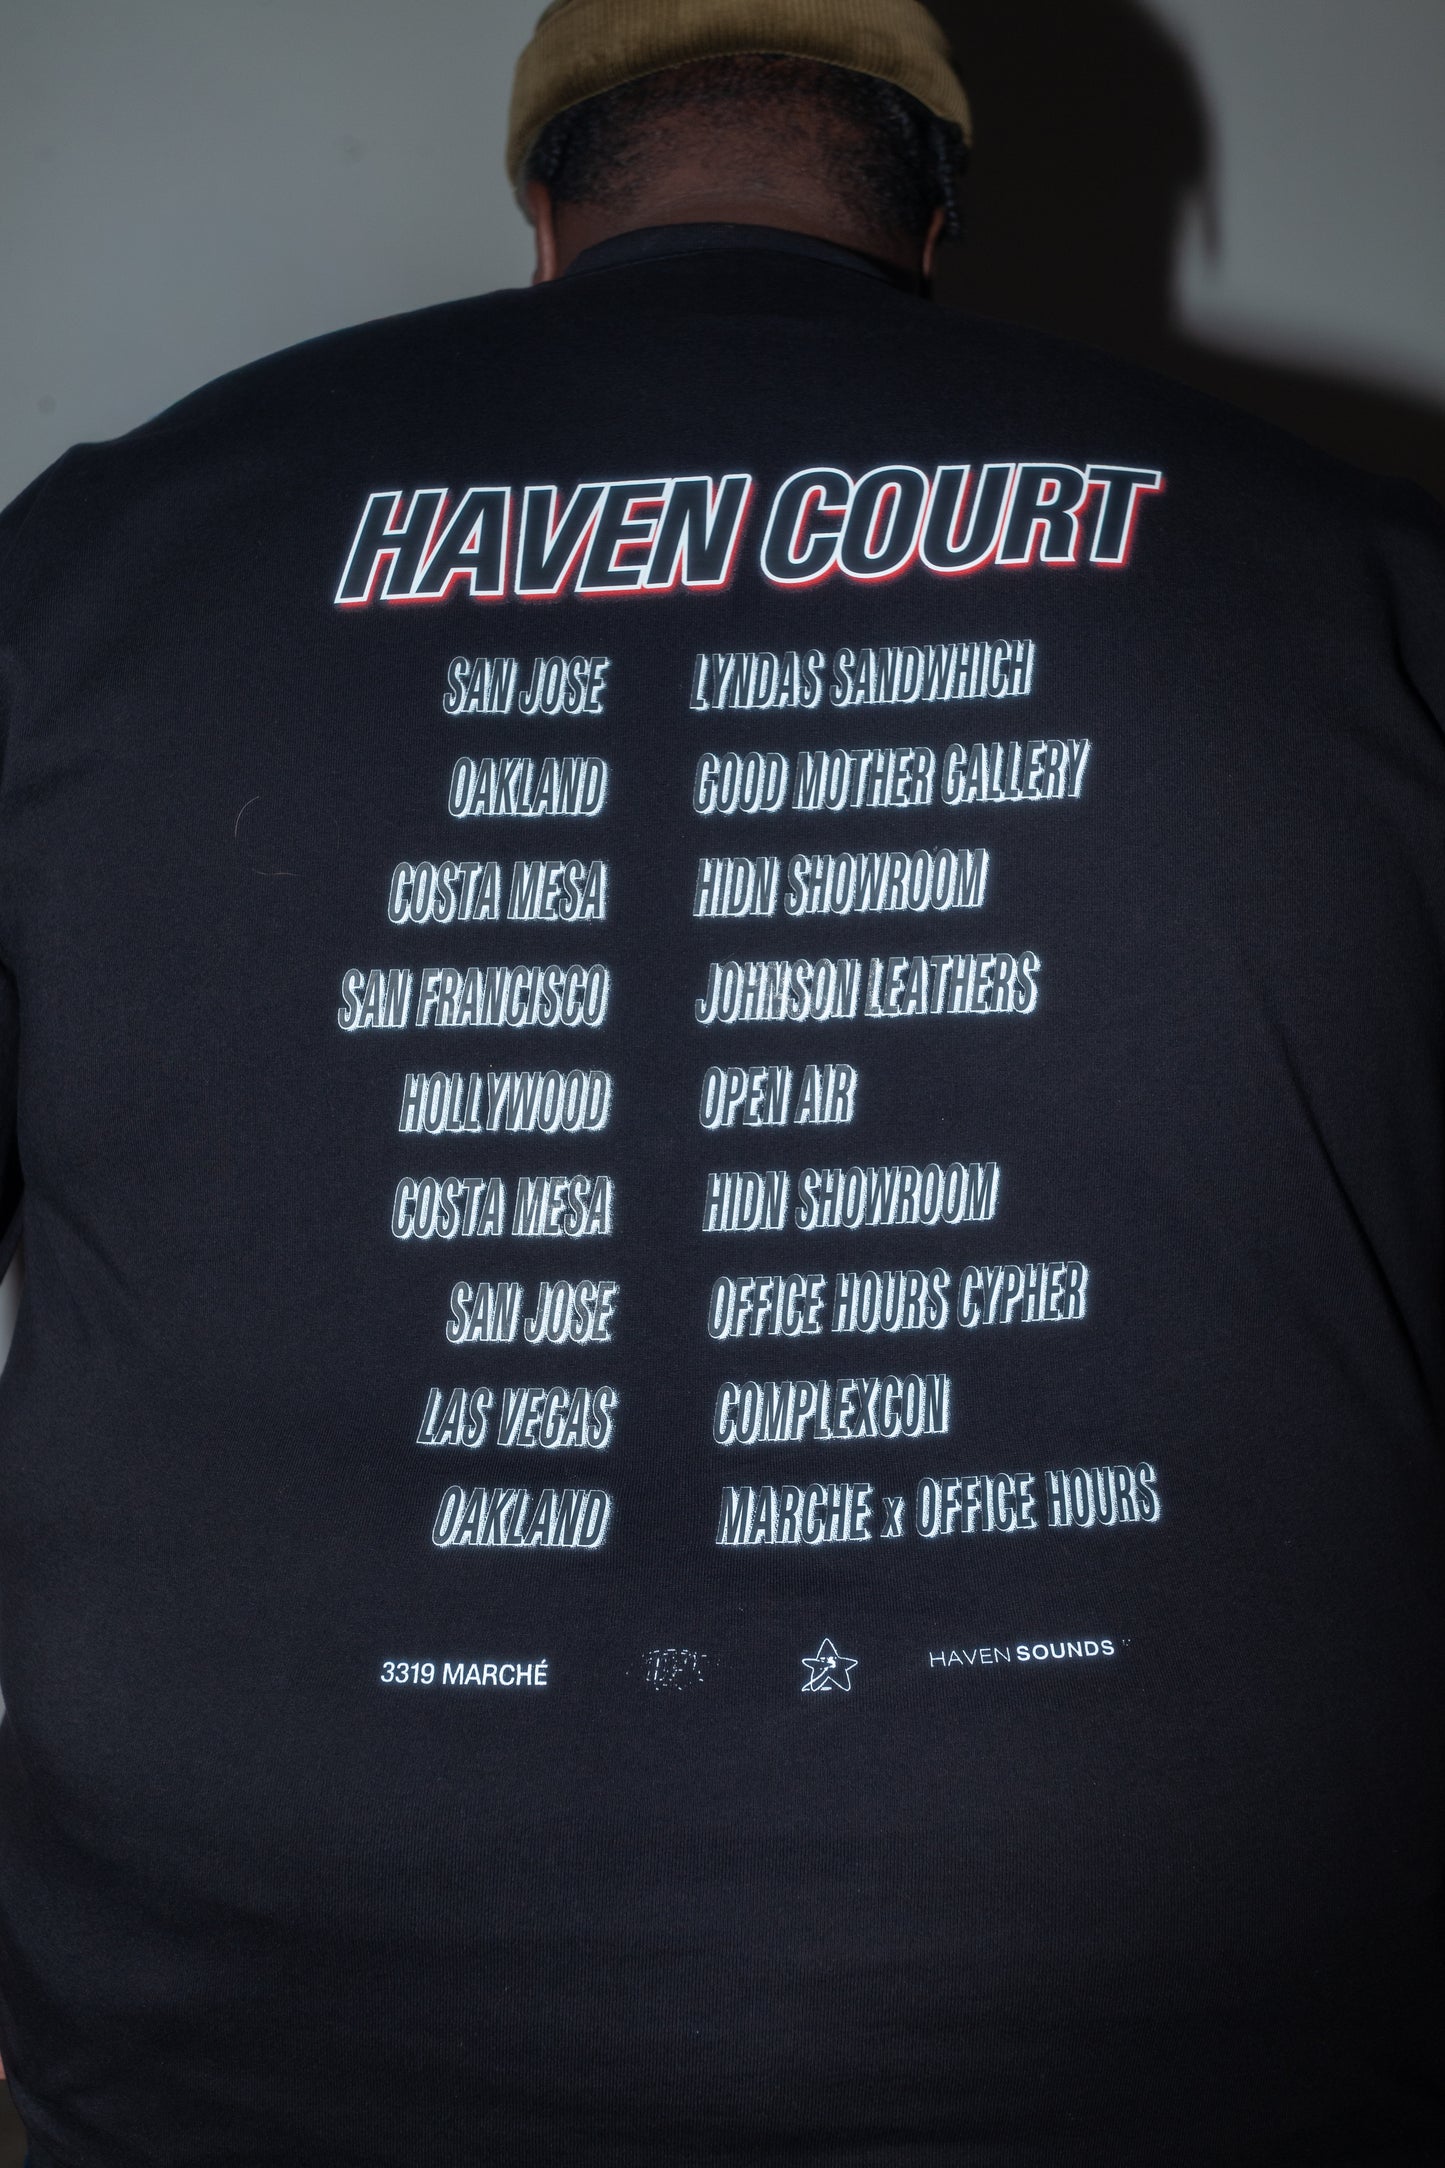 HAVEN COURT
SAN JOSE LYNDAS SANDWHICH
OAKLAND GOOD MOTHER GALLERY
COSTA MESA HIDN SHOWROOM
SAN FRANCISCO JOHNSON LEATHERS
HOLLYWOOD OPEN AIR
COSTA MESA HIDN SHOWROOM
SAN JOSE OFFICE HOURS CYPHER
LAS VEGAS COMPLEXCON
OAKLAND MARCHE x OFFICE HOURS
3319 MARCHÉ HAVEN SOUNDS